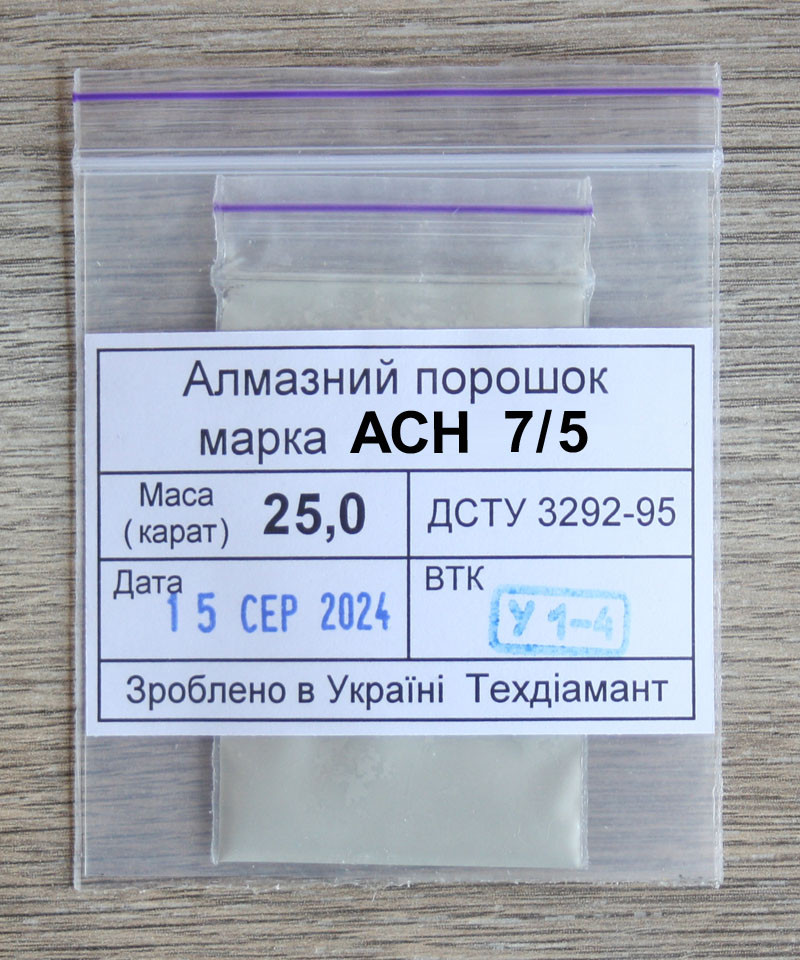 Алмазний порошок
марка АСН 7/5
Маса
(карат) 25,0
ДСТУ 3292-95
Дата
15 СЕР 2024
ВТК
У 1-4
Зроблено в Україні Техдіамант